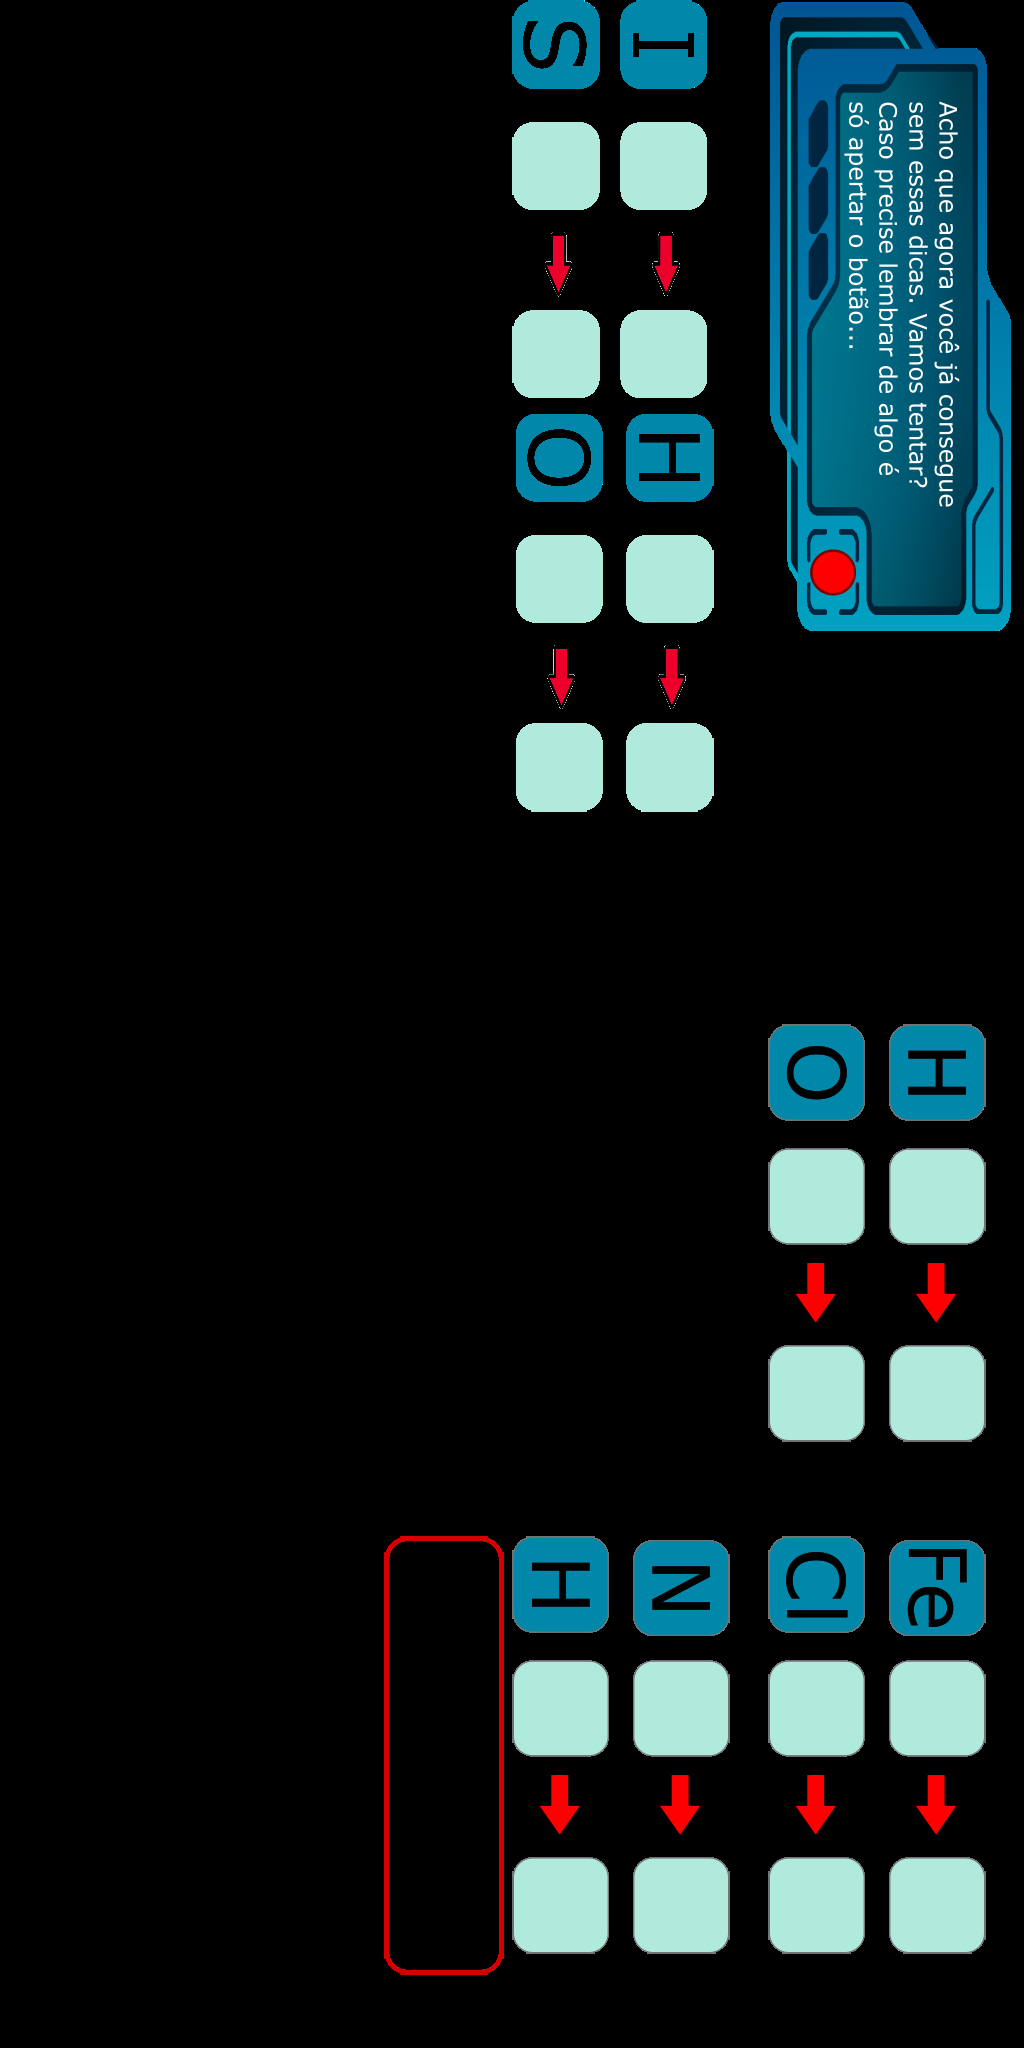 Acho que agora você já consegue
sem essas dicas. Vamos tentar?
Caso precise lembrar de algo é
só apertar o botão...
H
Fe
O
Cl
I
H
N
S
O
H